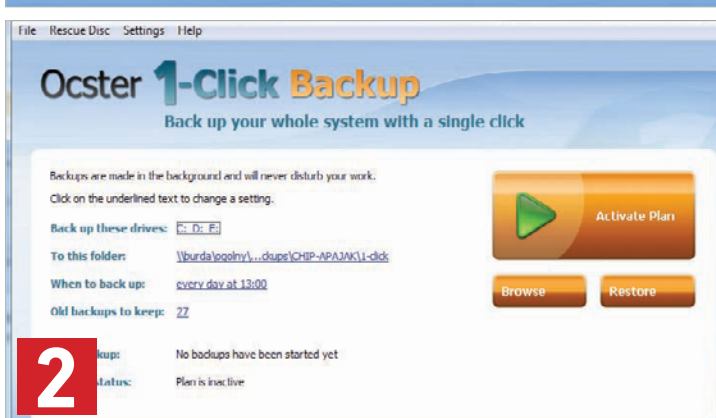 File Rescue Disc Settings Help
Ocster 1-Click Backup
Back up your whole system with a single click
Backups are made in the background and will never disturb your work.
Click on the underlined text to change a setting.
Back up these drives: C: D: E:
To this folder: \\burda\ogolny\...ckups\CHIP-APAJAK\1-click
When to back up: every day at 13:00
Old backups to keep: 27
Activate Plan
Browse Restore
kup: No backups have been started yet
status: Plan is inactive
2